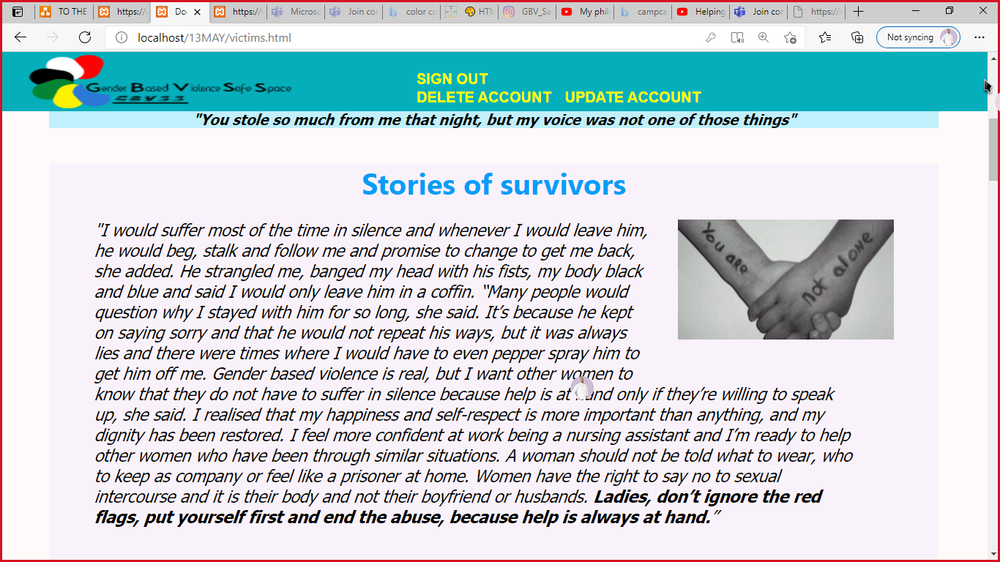 TO THE
https://
Do
https://
Microso
Join cor
color co
HTM
GBV_Sa
My phil
campca
Helping
Join cor
https://
localhost/13MAY/victims.html
Not syncing
Gender Based Violence Safe Space
G B V S S
SIGN OUT
DELETE ACCOUNT UPDATE ACCOUNT
"You stole so much from me that night, but my voice was not one of those things"
Stories of survivors
"I would suffer most of the time in silence and whenever I would leave him,
he would beg, stalk and follow me and promise to change to get me back,
she added. He strangled me, banged my head with his fists, my body black
and blue and said I would only leave him in a coffin. “Many people would
question why I stayed with him for so long, she said. It’s because he kept
on saying sorry and that he would not repeat his ways, but it was always
lies and there were times where I would have to even pepper spray him to
get him off me. Gender based violence is real, but I want other women to
know that they do not have to suffer in silence because help is at hand only if they’re willing to speak
up, she said. I realised that my happiness and self-respect is more important than anything, and my
dignity has been restored. I feel more confident at work being a nursing assistant and I’m ready to help
other women who have been through similar situations. A woman should not be told what to wear, who
to keep as company or feel like a prisoner at home. Women have the right to say no to sexual
intercourse and it is their body and not their boyfriend or husbands. Ladies, don’t ignore the red
flags, put yourself first and end the abuse, because help is always at hand.”
You are
not alone